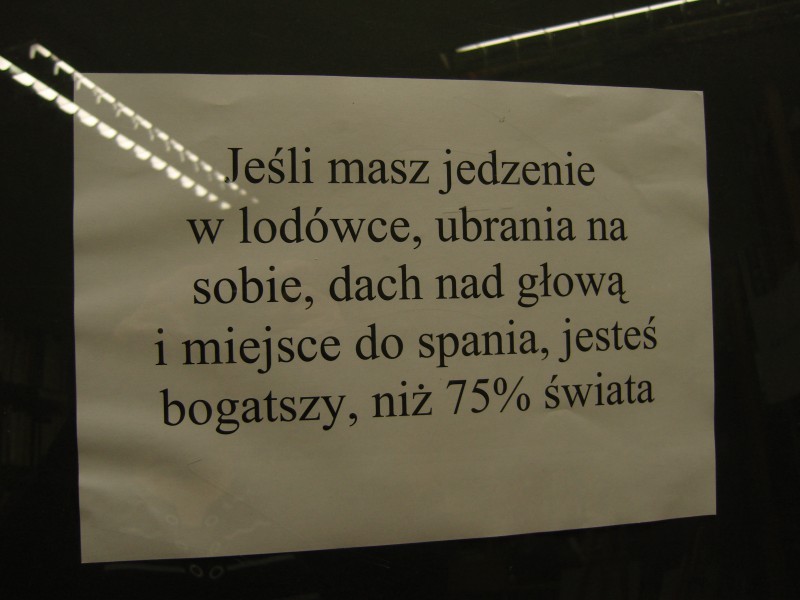 Jeśli masz jedzenie
w lodówce, ubrania na
sobie, dach nad głową
i miejsce do spania, jesteś
bogatszy, niż 75% świata